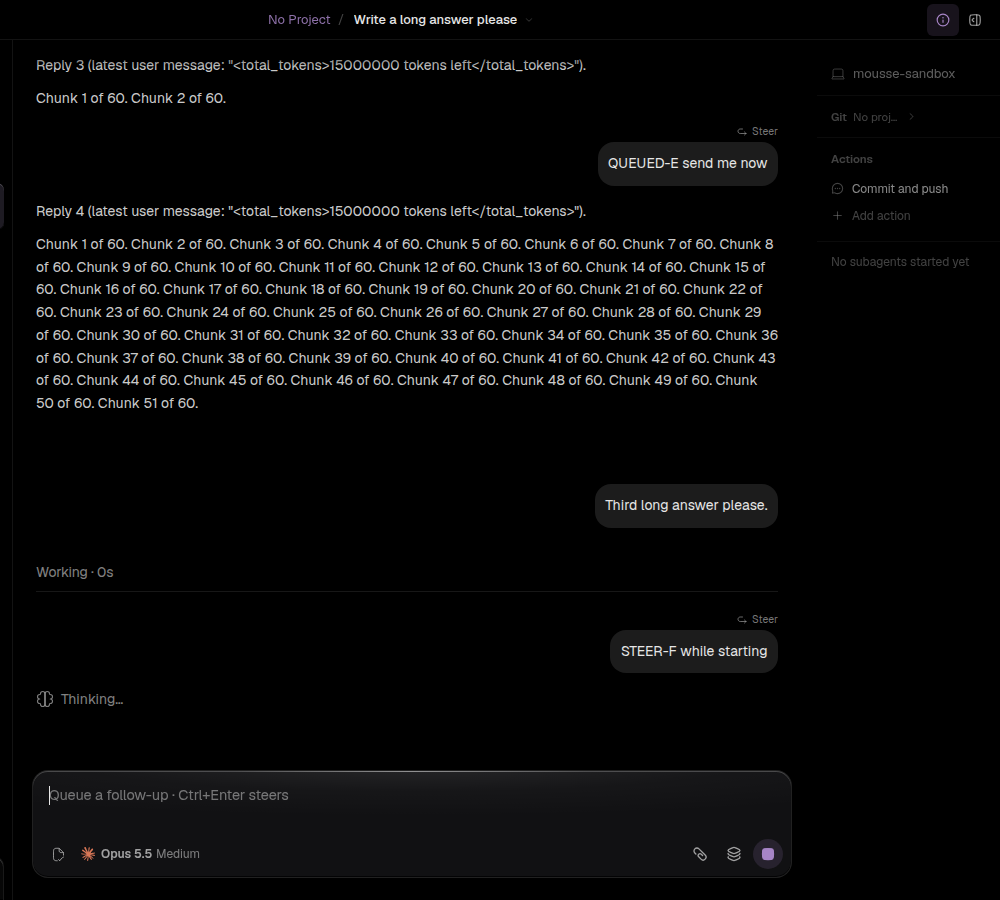 No Project / Write a long answer please
Reply 3 (latest user message: "<total_tokens>15000000 tokens left</total_tokens>").
Chunk 1 of 60. Chunk 2 of 60.
Steer
QUEUED-E send me now
Reply 4 (latest user message: "<total_tokens>15000000 tokens left</total_tokens>").
Chunk 1 of 60. Chunk 2 of 60. Chunk 3 of 60. Chunk 4 of 60. Chunk 5 of 60. Chunk 6 of 60. Chunk 7 of 60. Chunk 8
of 60. Chunk 9 of 60. Chunk 10 of 60. Chunk 11 of 60. Chunk 12 of 60. Chunk 13 of 60. Chunk 14 of 60. Chunk 15 of
60. Chunk 16 of 60. Chunk 17 of 60. Chunk 18 of 60. Chunk 19 of 60. Chunk 20 of 60. Chunk 21 of 60. Chunk 22 of
60. Chunk 23 of 60. Chunk 24 of 60. Chunk 25 of 60. Chunk 26 of 60. Chunk 27 of 60. Chunk 28 of 60. Chunk 29
of 60. Chunk 30 of 60. Chunk 31 of 60. Chunk 32 of 60. Chunk 33 of 60. Chunk 34 of 60. Chunk 35 of 60. Chunk 36
of 60. Chunk 37 of 60. Chunk 38 of 60. Chunk 39 of 60. Chunk 40 of 60. Chunk 41 of 60. Chunk 42 of 60. Chunk 43
of 60. Chunk 44 of 60. Chunk 45 of 60. Chunk 46 of 60. Chunk 47 of 60. Chunk 48 of 60. Chunk 49 of 60. Chunk
50 of 60. Chunk 51 of 60.
Third long answer please.
Working · 0s
Steer
STEER-F while starting
Thinking...
Queue a follow-up · Ctrl+Enter steers
Opus 5.5 Medium
mousse-sandbox
Git No proj...
Actions
Commit and push
Add action
No subagents started yet